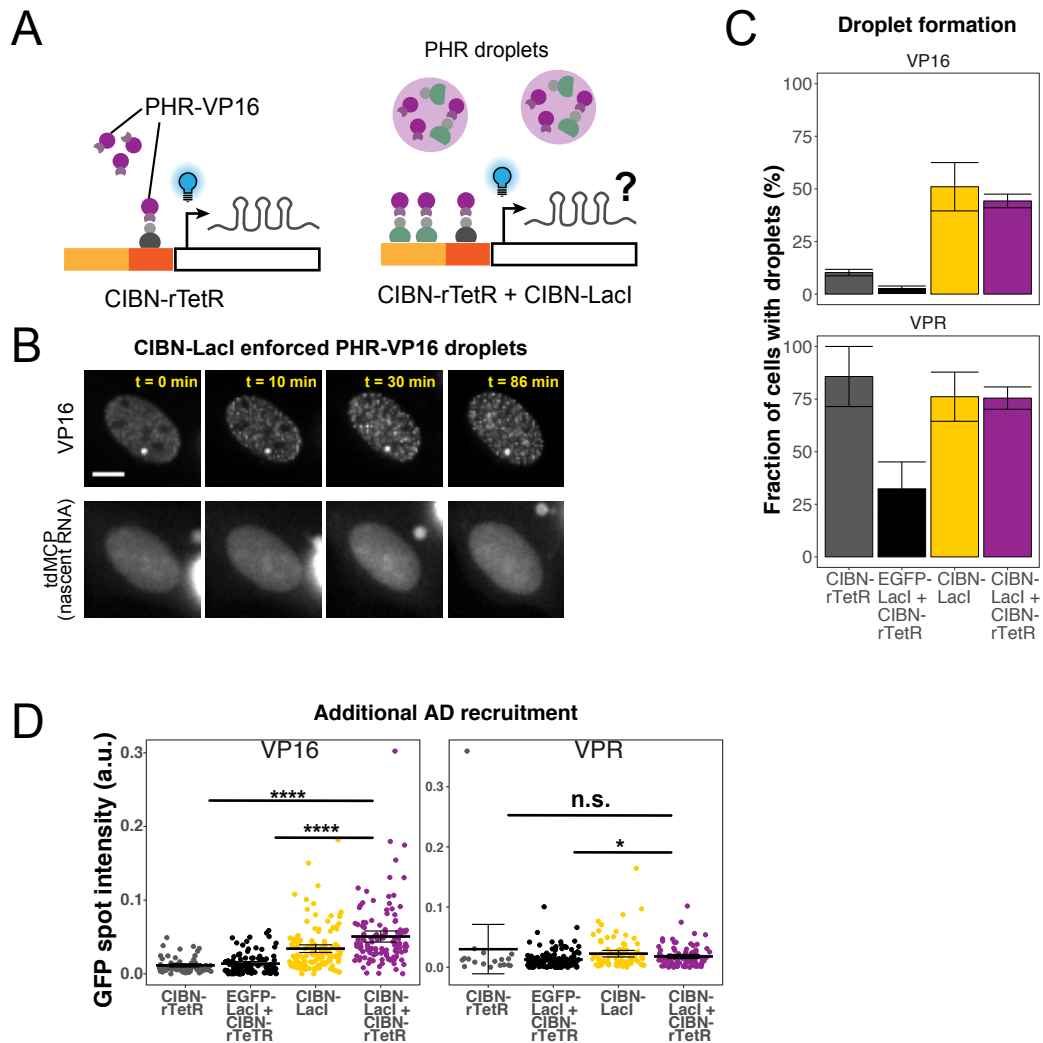 A
PHR-VP16
CIBN-rTetR
PHR droplets
?
CIBN-rTetR + CIBN-LacI
B
CIBN-LacI enforced PHR-VP16 droplets
VP16
t = 0 min
t = 10 min
t = 30 min
t = 86 min
tdMCP
(nascent RNA)
C
Droplet formation
Fraction of cells with droplets (%)
VP16
100
75
50
25
0
VPR
100
75
50
25
0
CIBN-
rTetR
EGFP-
LacI +
CIBN-
rTetR
CIBN-
LacI
CIBN-
LacI +
CIBN-
rTetR
D
Additional AD recruitment
GFP spot intensity (a.u.)
VP16
0.3
0.2
0.1
0.0
****
****
CIBN-
rTetR
EGFP-
LacI +
CIBN-
rTeTR
CIBN-
LacI
CIBN-
LacI +
CIBN-
rTetR
VPR
0.3
0.2
0.1
0.0
n.s.
*
CIBN-
rTetR
EGFP-
LacI +
CIBN-
rTetR
CIBN-
LacI
CIBN-
LacI +
CIBN-
rTetR